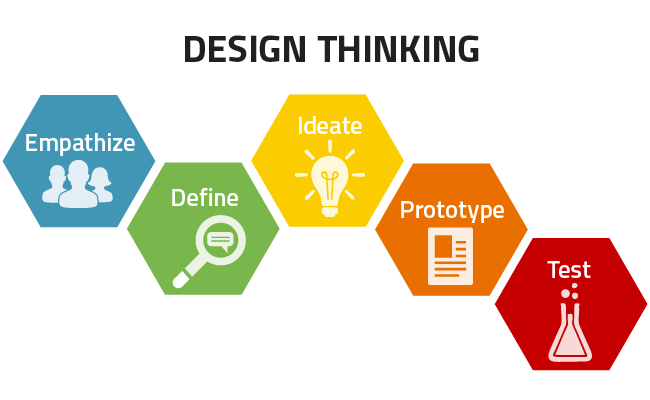 DESIGN THINKING
Empathize
Define
Ideate
Prototype
Test